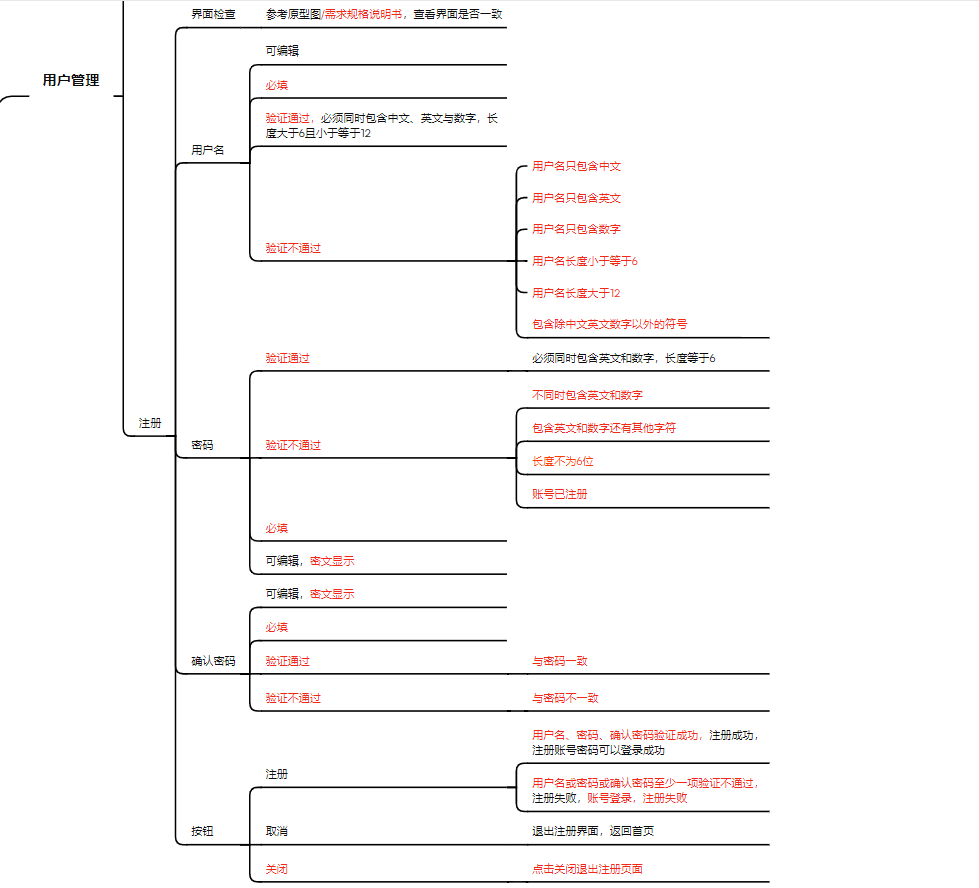 界面检查
参考原型图/需求规格说明书，查看界面是否一致
用户管理
可编辑
必填
验证通过，必须同时包含中文、英文与数字，长
度大于6且小于等于12
用户名
用户名只包含中文
用户名只包含英文
用户名只包含数字
验证不通过
用户名长度小于等于6
用户名长度大于12
包含除中文英文数字以外的符号
验证通过
必须同时包含英文和数字，长度等于6
不同时包含英文和数字
注册
包含英文和数字还有其他字符
密码
验证不通过
长度不为6位
账号已注册
必填
可编辑，密文显示
可编辑，密文显示
必填
确认密码
验证通过
与密码一致
验证不通过
与密码不一致
用户名、密码、确认密码验证成功，注册成功，
注册账号密码可以登录成功
注册
用户名或密码或确认密码至少一项验证不通过，
注册失败，账号登录，注册失败
按钮
取消
退出注册界面，返回首页
关闭
点击关闭退出注册页面